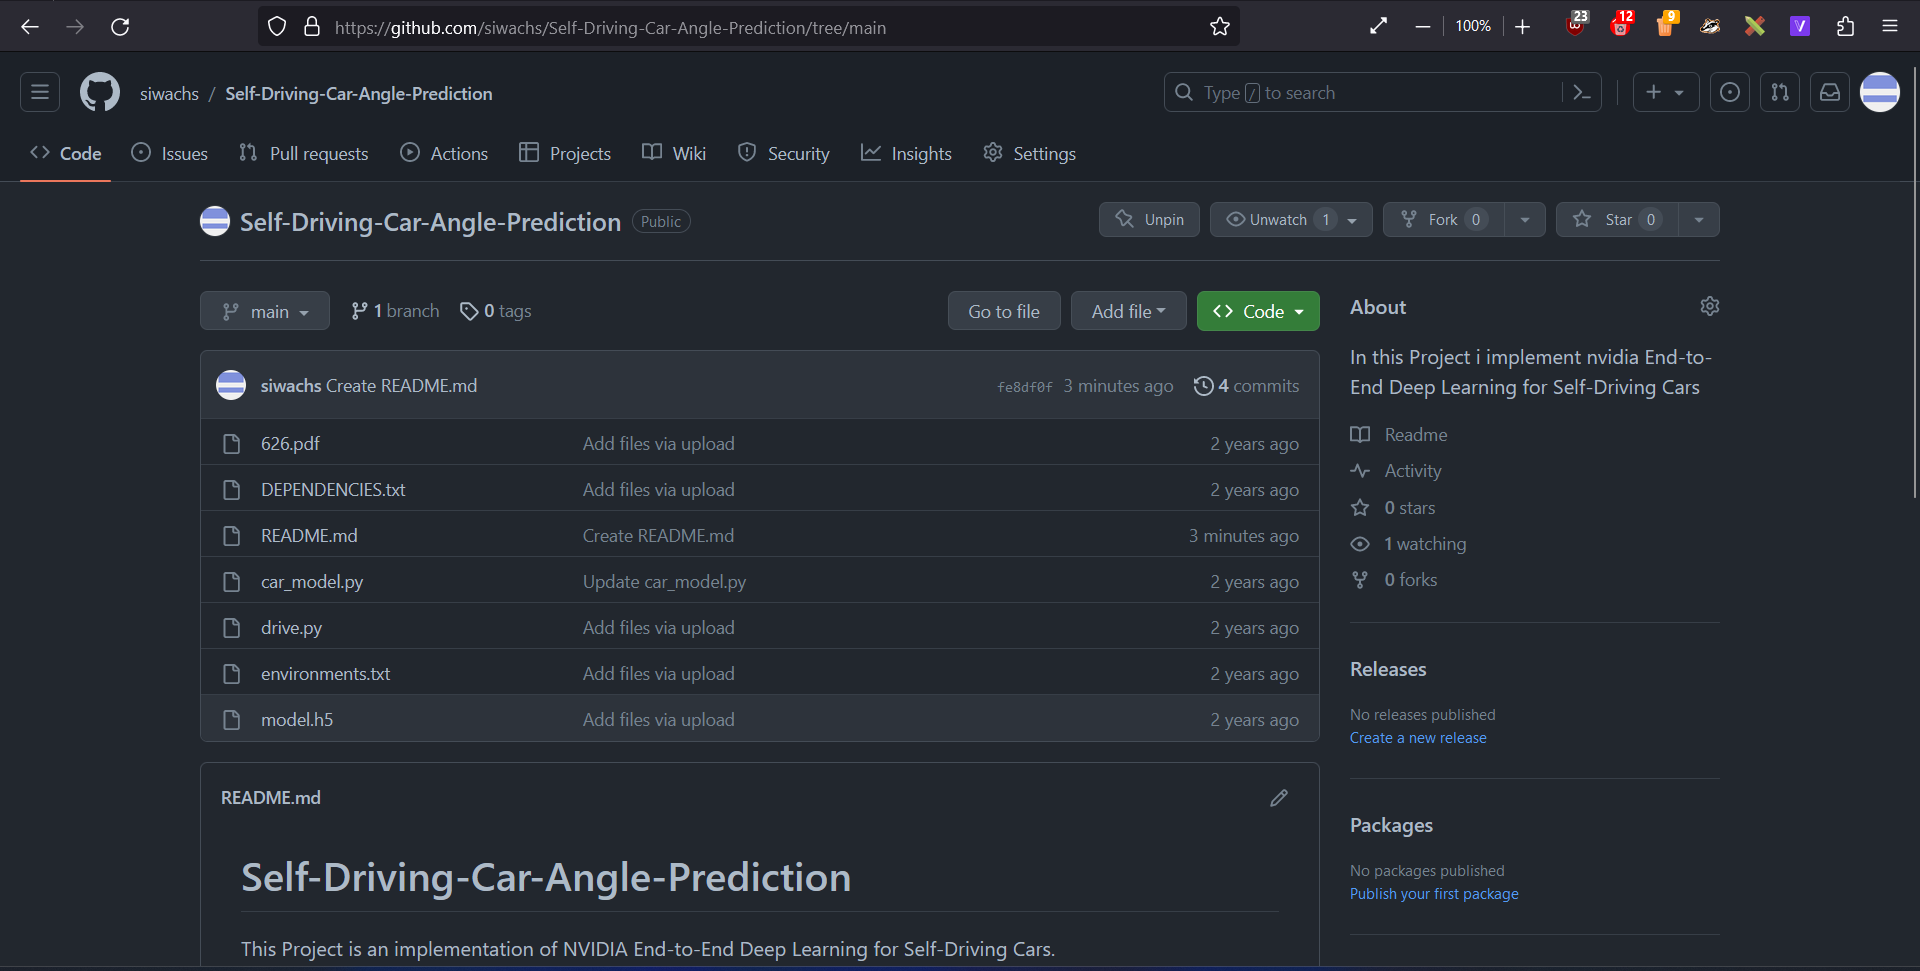 https://github.com/siwachs/Self-Driving-Car-Angle-Prediction/tree/main
100%
23
12
9
V
siwachs / Self-Driving-Car-Angle-Prediction
Type / to search
Code
Issues
Pull requests
Actions
Projects
Wiki
Security
Insights
Settings
Self-Driving-Car-Angle-Prediction Public
Unpin
Unwatch 1
Fork 0
Star 0
main
1 branch
0 tags
Go to file
Add file
Code
siwachs Create README.md fe8df0f 3 minutes ago 4 commits
626.pdf Add files via upload 2 years ago
DEPENDENCIES.txt Add files via upload 2 years ago
README.md Create README.md 3 minutes ago
car_model.py Update car_model.py 2 years ago
drive.py Add files via upload 2 years ago
environments.txt Add files via upload 2 years ago
model.h5 Add files via upload 2 years ago
README.md
Self-Driving-Car-Angle-Prediction
This Project is an implementation of NVIDIA End-to-End Deep Learning for Self-Driving Cars.
About
In this Project i implement nvidia End-to-
End Deep Learning for Self-Driving Cars
Readme
Activity
0 stars
1 watching
0 forks
Releases
No releases published
Create a new release
Packages
No packages published
Publish your first package